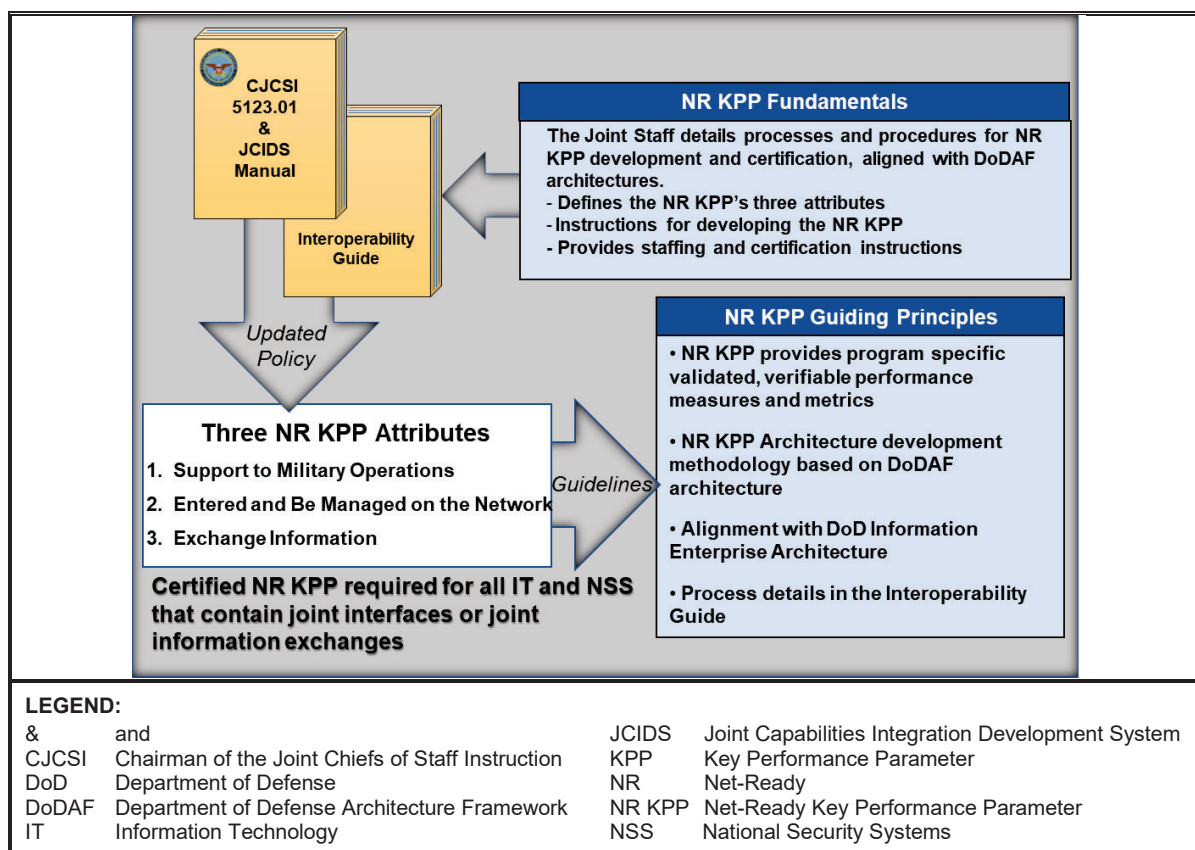 CJCSI
5123.01
&
JCIDS
Manual
Interoperability
Guide
NR KPP Fundamentals
The Joint Staff details processes and procedures for NR
KPP development and certification, aligned with DoDAF
architectures.
- Defines the NR KPP's three attributes
- Instructions for developing the NR KPP
- Provides staffing and certification instructions
Updated
Policy
Three NR KPP Attributes
1. Support to Military Operations
2. Entered and Be Managed on the Network
3. Exchange Information
Guidelines
NR KPP Guiding Principles
• NR KPP provides program specific
validated, verifiable performance
measures and metrics
• NR KPP Architecture development
methodology based on DoDAF
architecture
• Alignment with DoD Information
Enterprise Architecture
• Process details in the Interoperability
Guide
Certified NR KPP required for all IT and NSS
that contain joint interfaces or joint
information exchanges
LEGEND:
& and
CJCSI Chairman of the Joint Chiefs of Staff Instruction
DoD Department of Defense
DoDAF Department of Defense Architecture Framework
IT Information Technology
JCIDS Joint Capabilities Integration Development System
KPP Key Performance Parameter
NR Net-Ready
NR KPP Net-Ready Key Performance Parameter
NSS National Security Systems